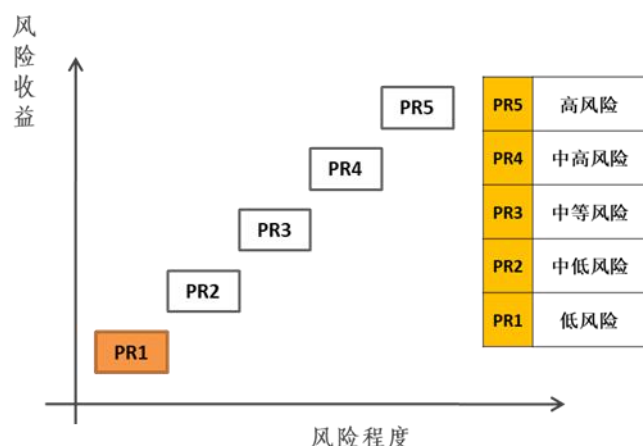 风险收益
PR5
PR4
PR3
PR2
PR1
风险程度
PR5 高风险
PR4 中高风险
PR3 中等风险
PR2 中低风险
PR1 低风险